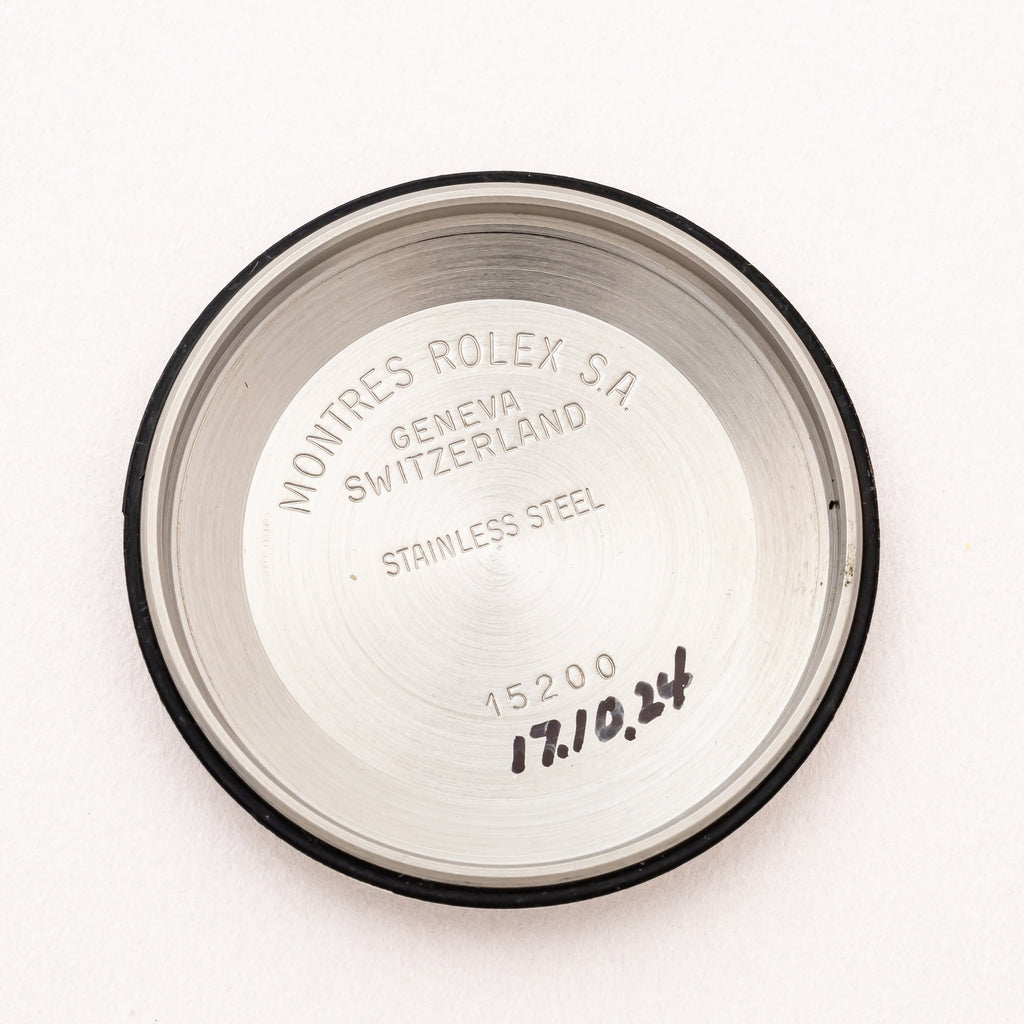 MONTRES ROLEX S.A.
GENEVA
SWITZERLAND
STAINLESS STEEL
15200
17.10.24